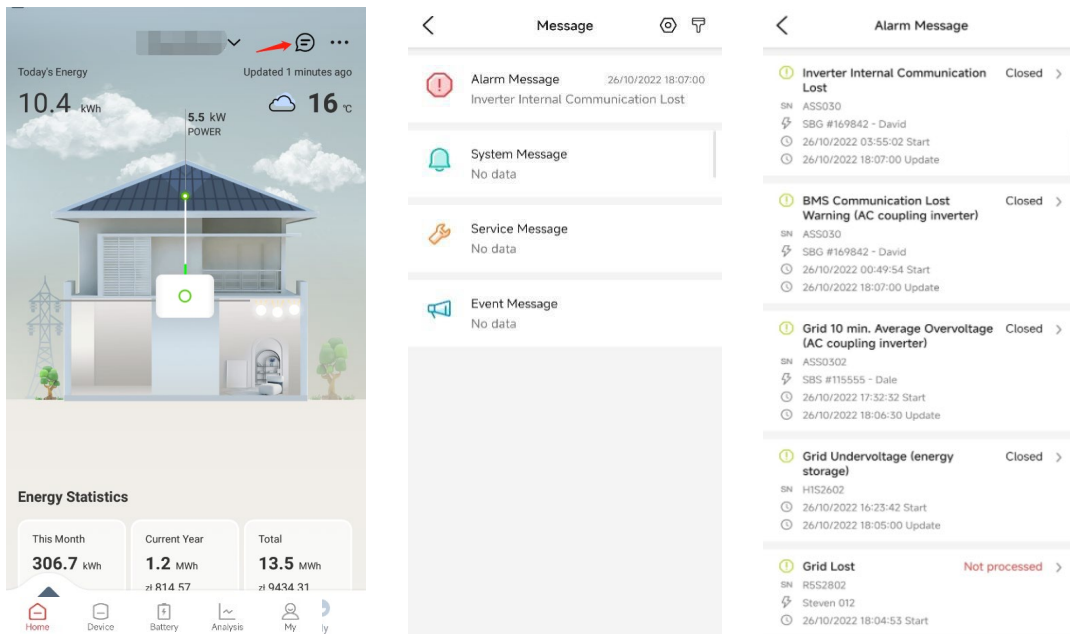 Today's Energy
Updated 1 minutes ago
10.4 kWh
16 °C
5.5 kW
POWER
Energy Statistics
This Month
306.7 kWh
Current Year
1.2 MWh
zł 814.57
Total
13.5 MWh
zł 9434.31
Home
Device
Battery
Analysis
My
ly
Message
Alarm Message 26/10/2022 18:07:00
Inverter Internal Communication Lost
System Message
No data
Service Message
No data
Event Message
No data
Alarm Message
Inverter Internal Communication Closed
Lost
SN ASS030
SBG #169842 - David
26/10/2022 03:55:02 Start
26/10/2022 18:07:00 Update
BMS Communication Lost Closed
Warning (AC coupling inverter)
SN ASS030
SBG #169842 - David
26/10/2022 00:49:54 Start
26/10/2022 18:07:00 Update
Grid 10 min. Average Overvoltage Closed
(AC coupling inverter)
SN ASS0302
SBS #115555 - Dale
26/10/2022 17:32:32 Start
26/10/2022 18:06:30 Update
Grid Undervoltage (energy Closed
storage)
SN H1S2602
26/10/2022 16:23:42 Start
26/10/2022 18:05:00 Update
Grid Lost Not processed
SN R5S2802
Steven 012
26/10/2022 18:04:53 Start